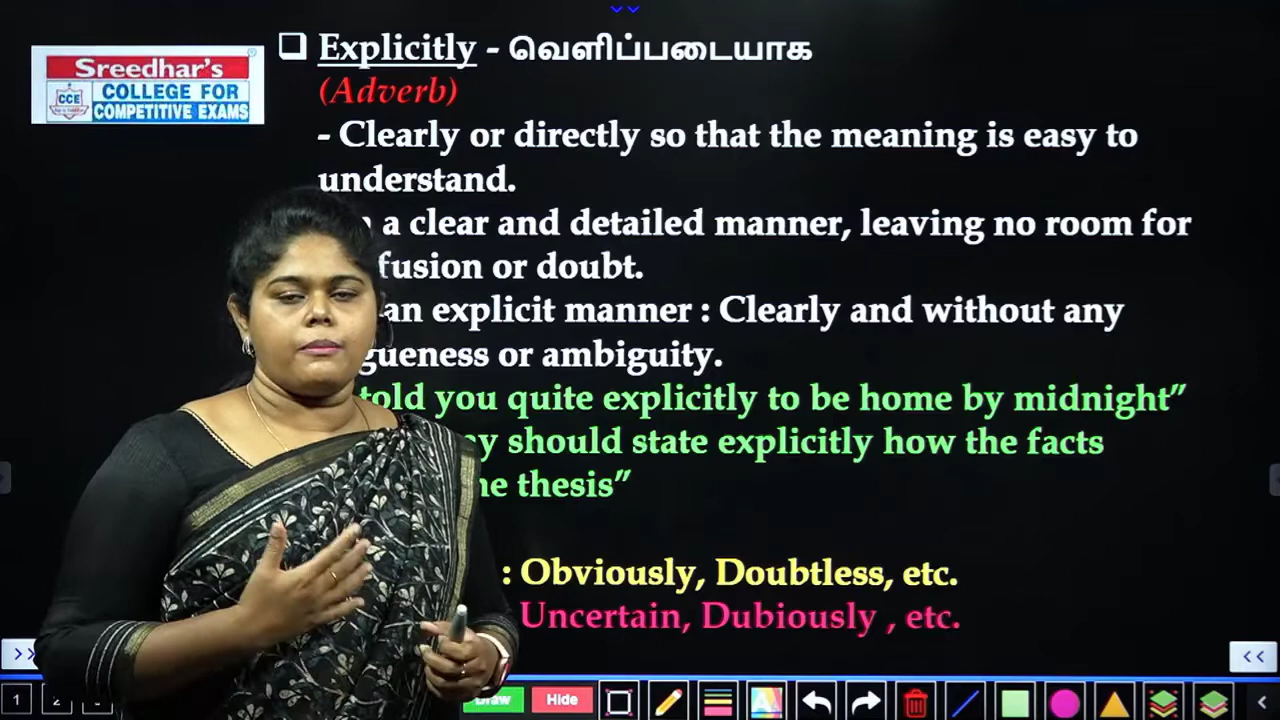 Sreedhar's
CCE
COLLEGE FOR
COMPETITIVE EXAMS
Explicitly - வெளிப்படையாக
(Adverb)
- Clearly or directly so that the meaning is easy to
understand.
a clear and detailed manner, leaving no room for
fusion or doubt.
an explicit manner : Clearly and without any
gueness or ambiguity.
told you quite explicitly to be home by midnight”
should state explicitly how the facts
thesis”
: Obviously, Doubtless, etc.
Uncertain, Dubiously , etc.
>> <<
1 2 Draw Hide